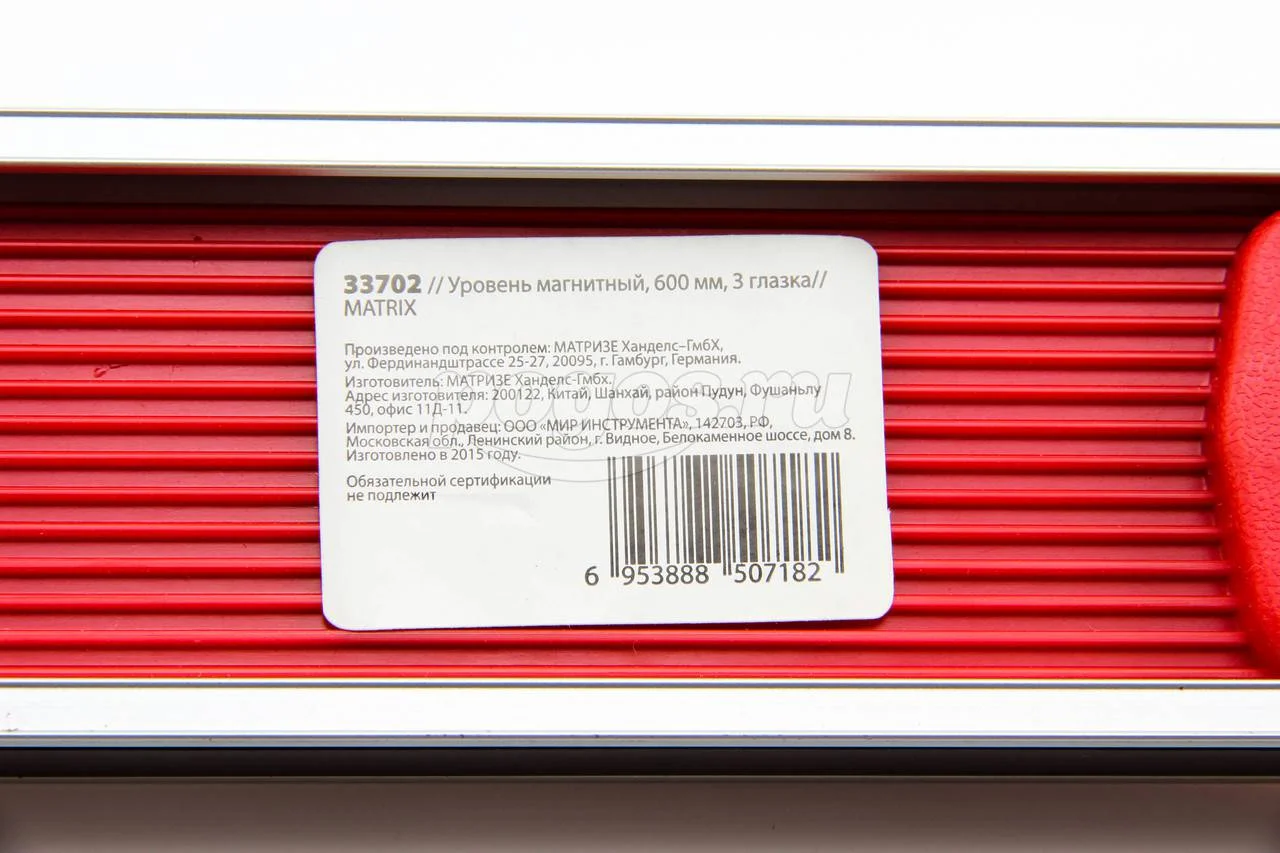 33702 // Уровень магнитный, 600 мм, 3 глазка//
MATRIX
Произведено под контролем: МАТРИЗЕ Ханделс–ГмбХ,
ул. Фердинандштрассе 25-27, 20095, г. Гамбург, Германия.
Изготовитель: МАТРИЗЕ Ханделс-Гмбх.
Адрес изготовителя: 200122, Китай, Шанхай, район Пудун, Фушаньлу
450, офис 11Д-11.
Импортер и продавец: ООО «МИР ИНСТРУМЕНТА», 142703, РФ,
Московская обл., Ленинский район, г. Видное, Белокаменное шоссе, дом 8.
Изготовлено в 2015 году.
Обязательной сертификации
не подлежит
6 953888 507182